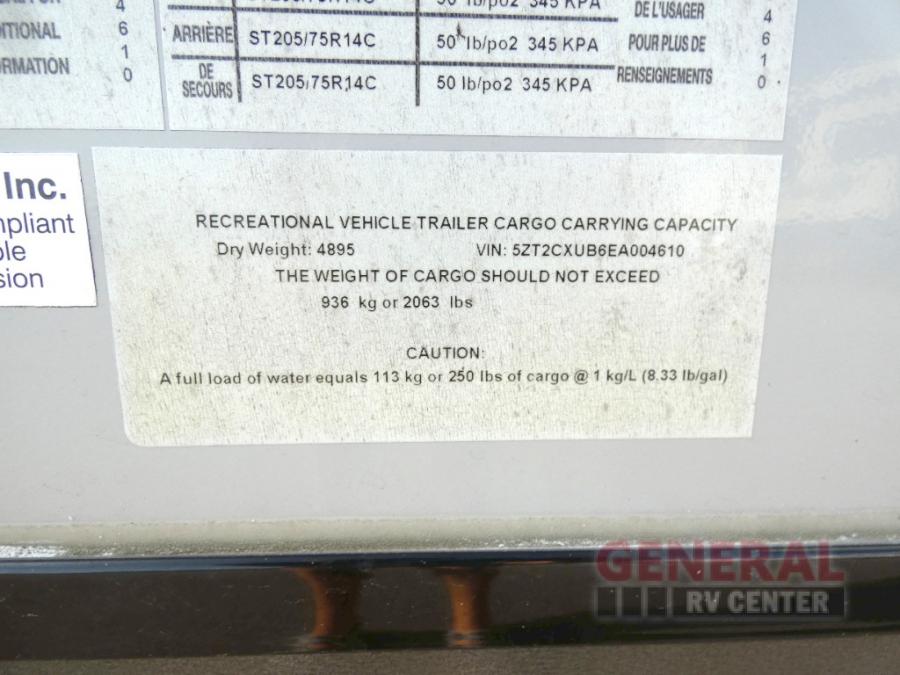 ITIONAL
ORMATION
4
6
1
0
ARRIÈRE ST205/75R14C 50 lb/po2 345 KPA
DE SECOURS ST205/75R14C 50 lb/po2 345 KPA
DE L'USAGER
POUR PLUS DE
RENSEIGNEMENTS
4
6
1
0
Inc.
mpliant
ple
sion
RECREATIONAL VEHICLE TRAILER CARGO CARRYING CAPACITY
Dry Weight: 4895 VIN: 5ZT2CXUB6EA004610
THE WEIGHT OF CARGO SHOULD NOT EXCEED
936 kg or 2063 lbs
CAUTION:
A full load of water equals 113 kg or 250 lbs of cargo @ 1 kg/L (8.33 lb/gal)
GENERAL
RV CENTER